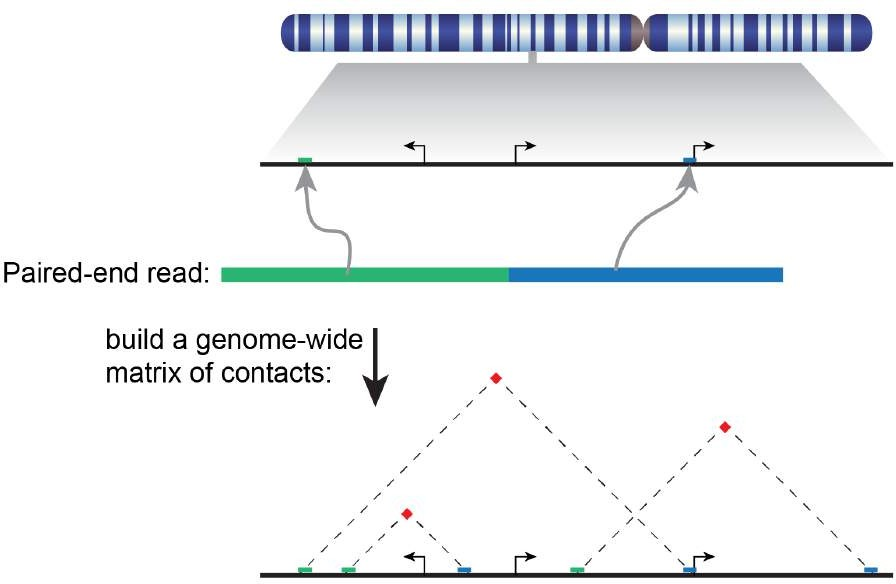 Paired-end read:
build a genome-wide
matrix of contacts: